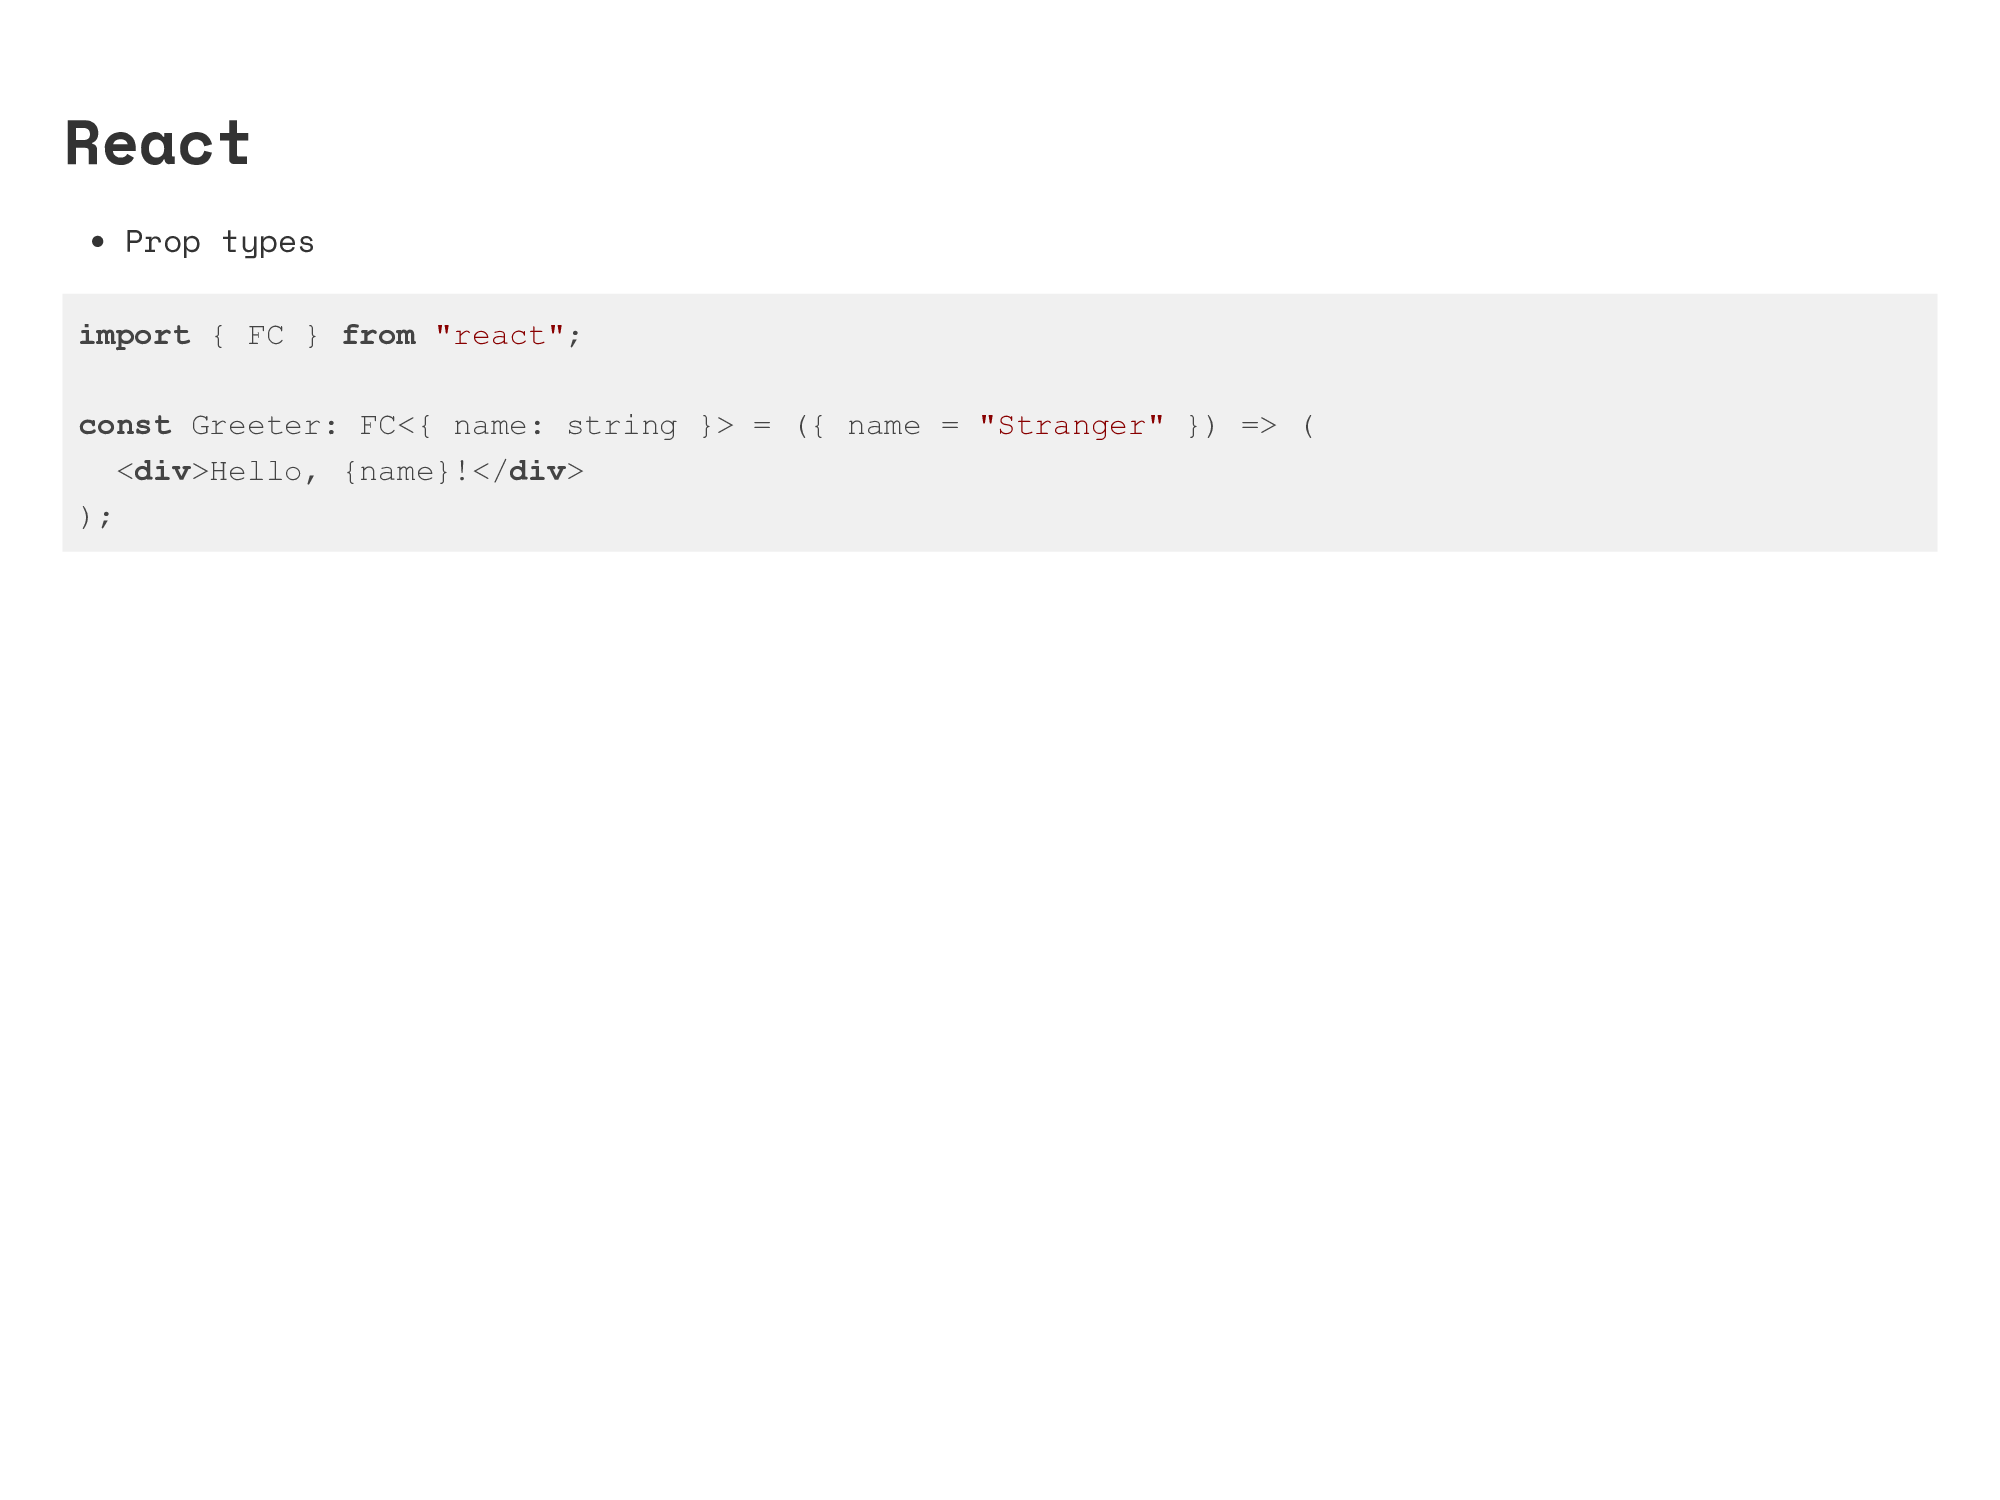 React
• Prop types
import { FC } from "react";
const Greeter: FC<{ name: string }> = ({ name = "Stranger" }) => (
  <div>Hello, {name}!</div>
);